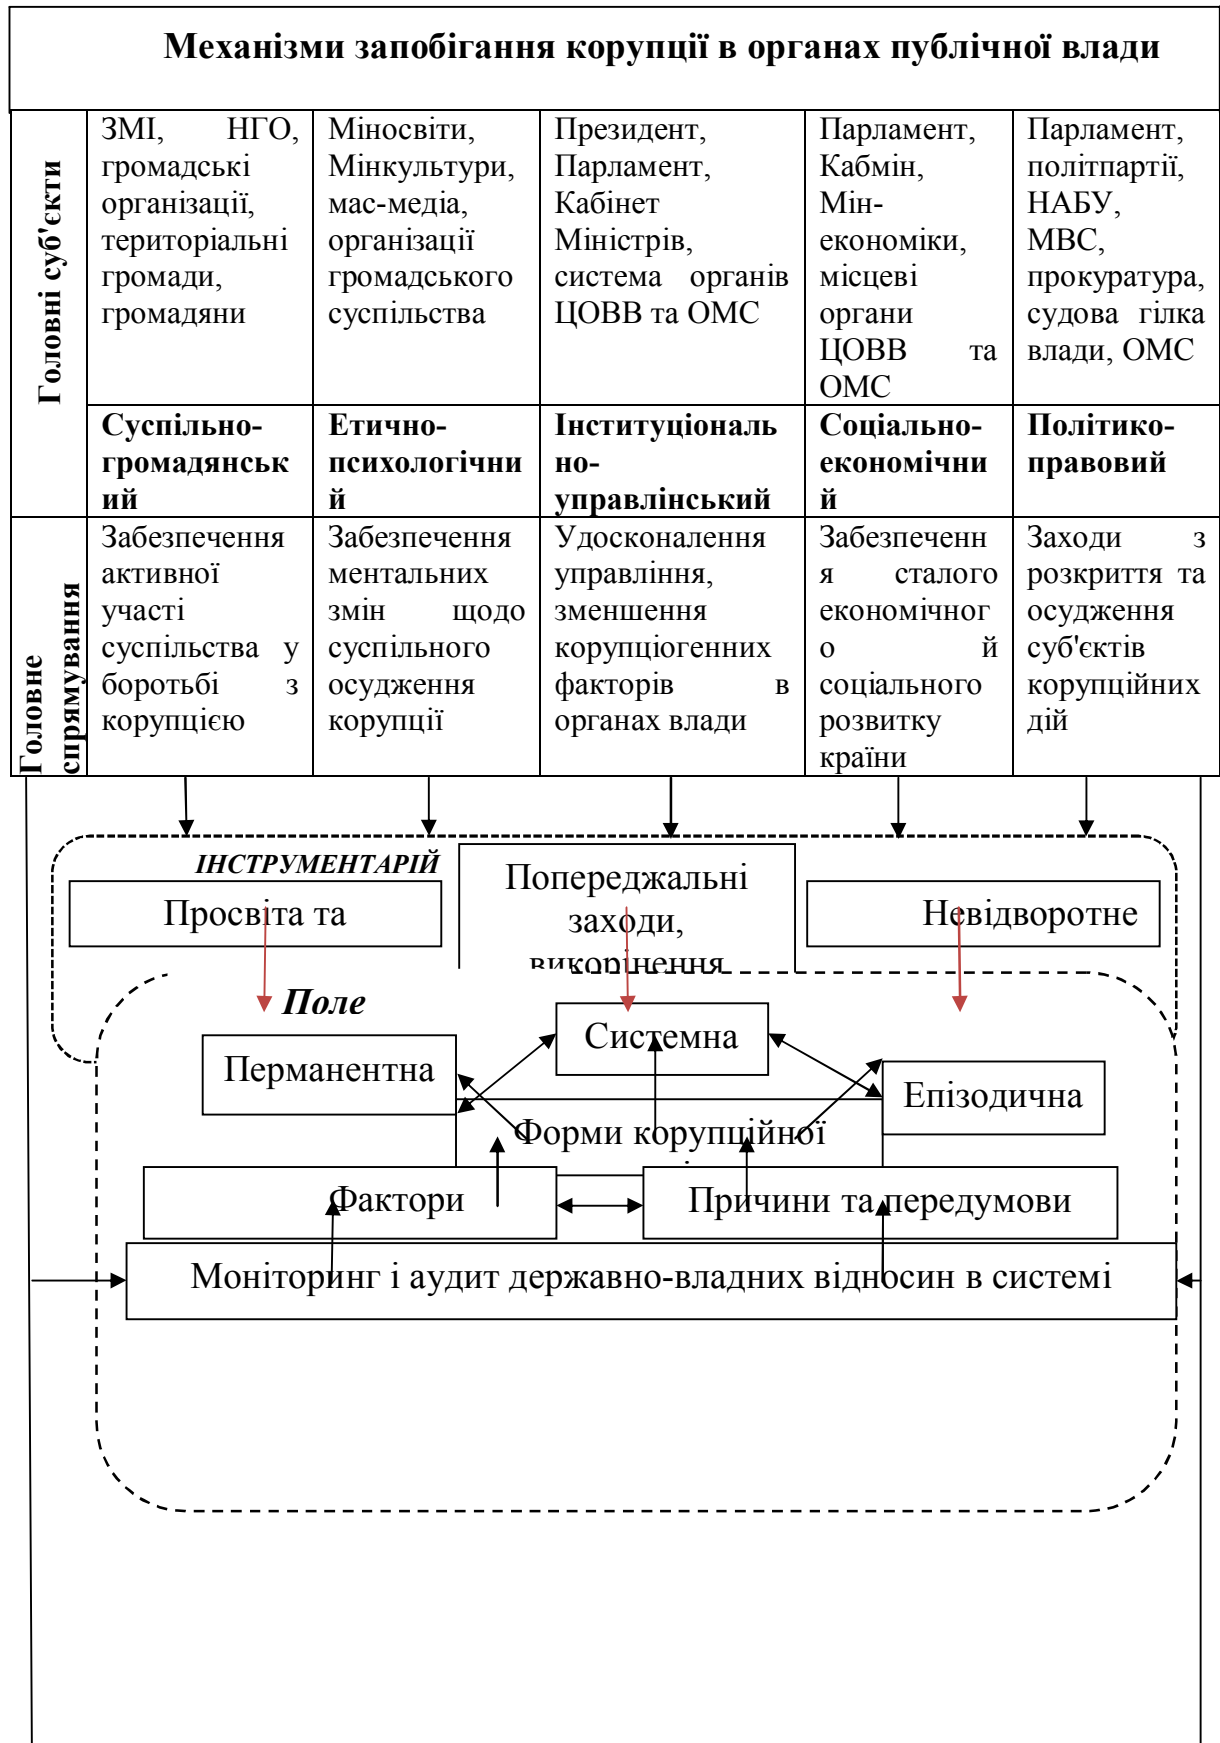 Механізми запобігання корупції в органах публічної влади
Головні суб'єкти
ЗМІ, НГО,
громадські
організації,
територіальні
громади,
громадяни
Міносвіти,
Мінкультури,
мас-медіа,
організації
громадського
суспільства
Президент,
Парламент,
Кабінет
Міністрів,
система органів
ЦОВВ та ОМС
Парламент,
Кабмін,
Мін-
економіки,
місцеві
органи
ЦОВВ та
ОМС
Парламент,
політпартії,
НАБУ,
МВС,
прокуратура,
судова гілка
влади, ОМС
Суспільно-
громадянськ
ий
Етично-
психологічни
й
Інституціональ
но-
управлінський
Соціально-
економічни
й
Політико-
правовий
Головне
спрямування
Забезпечення
активної
участі
суспільства у
боротьбі з
корупцією
Забезпечення
ментальних
змін щодо
суспільного
осудження
корупції
Удосконалення
управління,
зменшення
корупціогенних
факторів в
органах влади
Забезпеченн
я сталого
економічног
о й
соціального
розвитку
країни
Заходи з
розкриття та
осудження
суб'єктів
корупційних
дій
ІНСТРУМЕНТАРІЙ
Просвіта та
Попереджальні
заходи,
викорінення
Невідворотне
Поле
Системна
Перманентна
Епізодична
Форми корупційної
Фактори
Причини та передумови
Моніторинг і аудит державно-владних відносин в системі